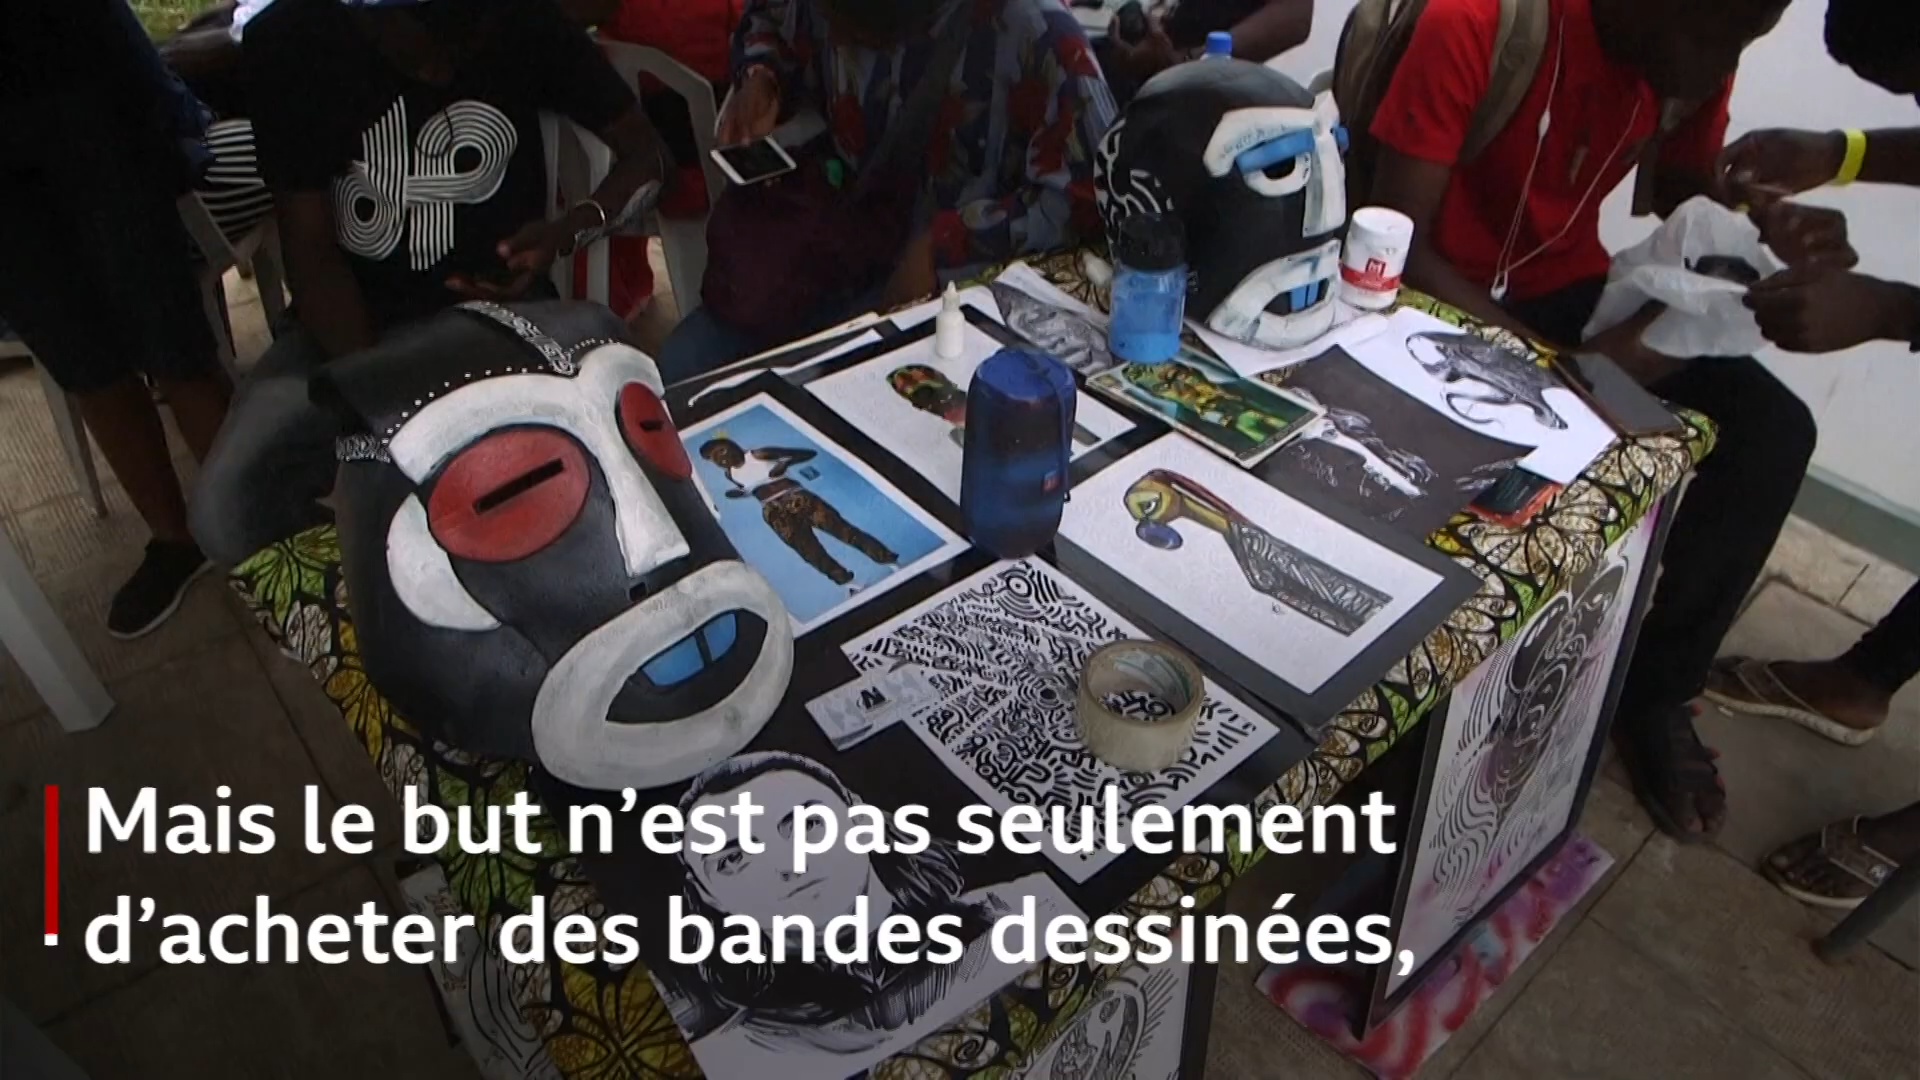 Mais le but n’est pas seulement
d’acheter des bandes dessinées,